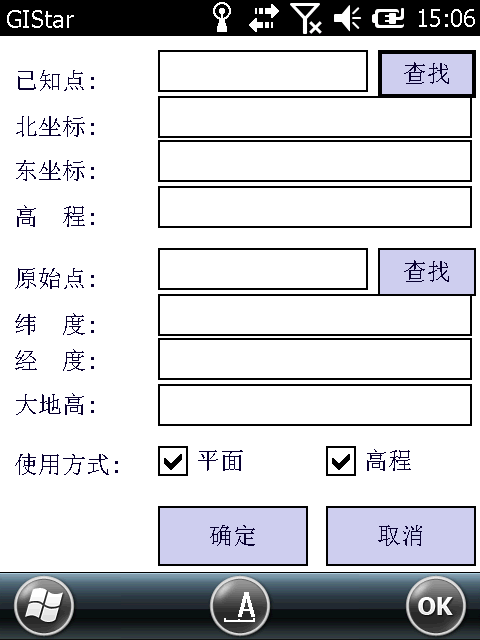 GIStar 15:06
已知点: 查找
北坐标:
东坐标:
高 程:
原始点: 查找
纬 度:
经 度:
大地高:
使用方式: 平面 高程
确定 取消
A OK